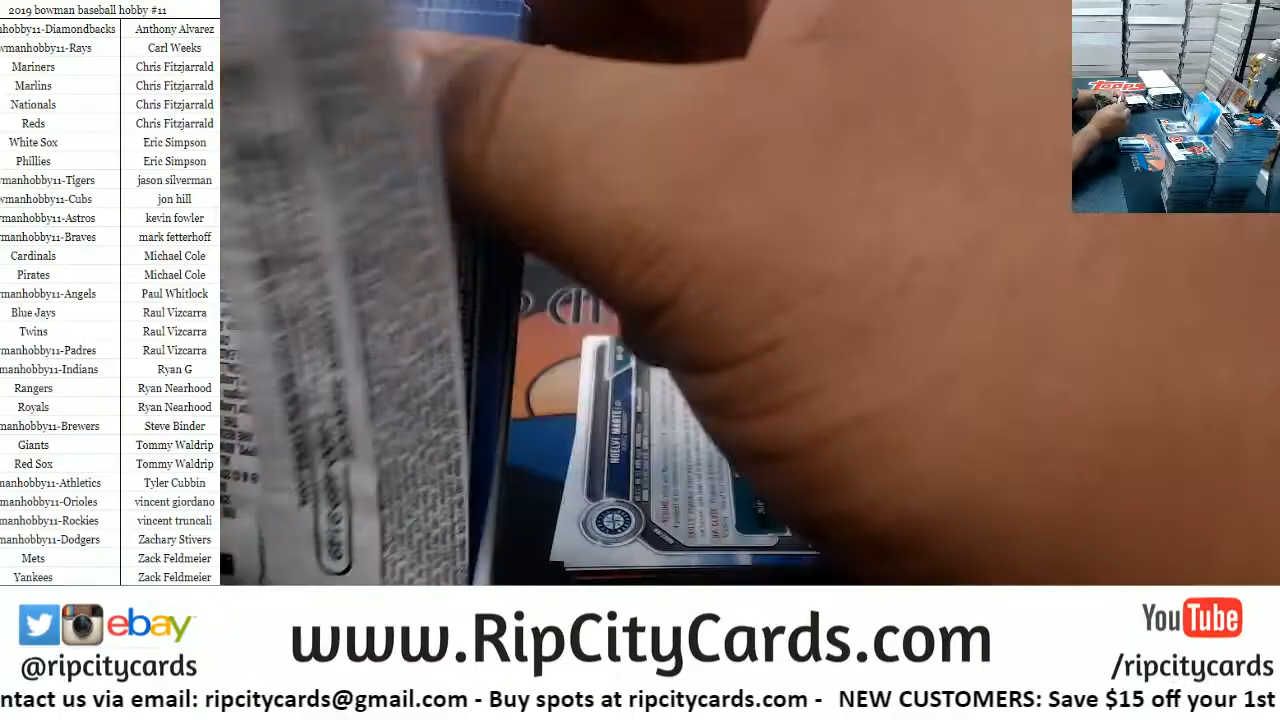 2019 bowman baseball hobby #11
nhobby11-Diamondbacks Anthony Alvarez
wmanhobby11-Rays Carl Weeks
Mariners Chris Fitzjarrald
Marlins Chris Fitzjarrald
Nationals Chris Fitzjarrald
Reds Chris Fitzjarrald
White Sox Eric Simpson
Phillies Eric Simpson
manhobby11-Tigers jason silverman
wmanhobby11-Cubs jon hill
manhobby11-Astros kevin fowler
manhobby11-Braves mark fetterhoff
Cardinals Michael Cole
Pirates Michael Cole
manhobby11-Angels Paul Whitlock
Blue Jays Raul Vizcarra
Twins Raul Vizcarra
manhobby11-Padres Raul Vizcarra
manhobby11-Indians Ryan G
Rangers Ryan Nearhood
Royals Ryan Nearhood
manhobby11-Brewers Steve Binder
Giants Tommy Waldrip
Red Sox Tommy Waldrip
manhobby11-Athletics Tyler Cubbin
manhobby11-Orioles vincent giordano
manhobby11-Rockies vincent truncali
manhobby11-Dodgers Zachary Stivers
Mets Zack Feldmeier
Yankees Zack Feldmeier
Topps
NOELVI MARTE
ebay
@ripcitycards
www.RipCityCards.com
YouTube
/ripcitycards
ntact us via email: ripcitycards@gmail.com - Buy spots at ripcitycards.com - NEW CUSTOMERS: Save $15 off your 1st